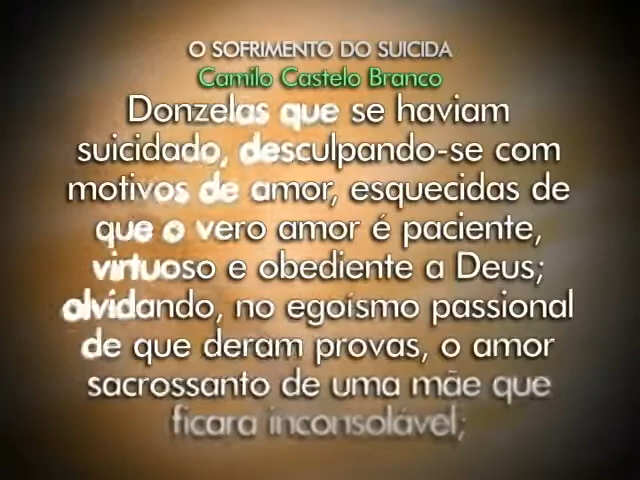 O SOFRIMENTO DO SUICIDA
Camilo Castelo Branco
Donzelas que se haviam
suicidado, desculpando-se com
motivos de amor, esquecidas de
que o vero amor é paciente,
virtuoso e obediente a Deus;
olvidando, no egoísmo passional
de que deram provas, o amor
sacrossanto de uma mãe que
ficara inconsolável;